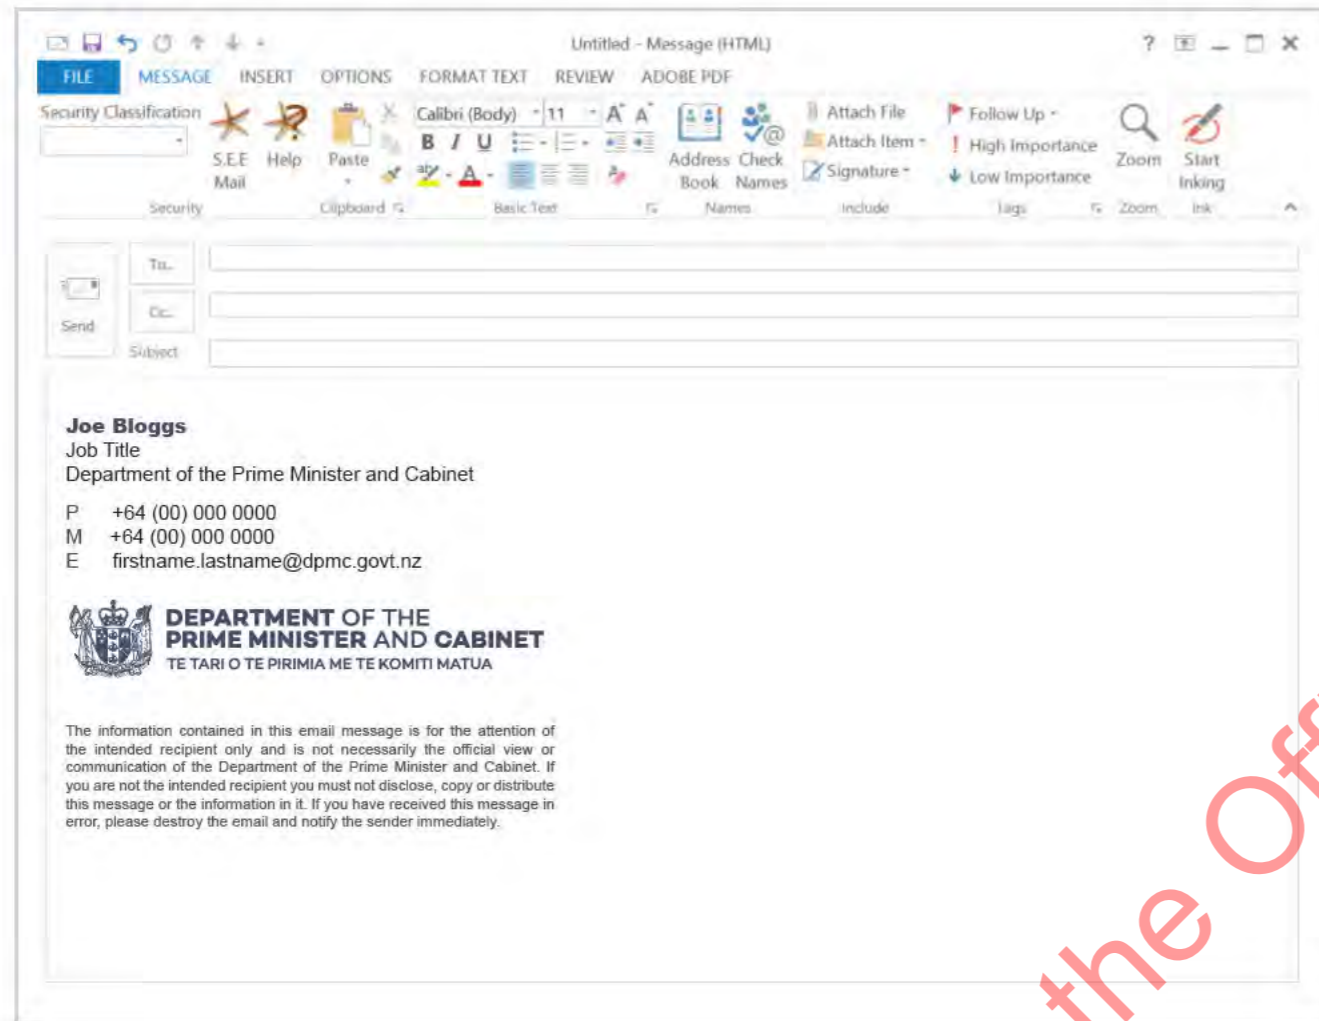 Untitled - Message (HTML)
FILE MESSAGE INSERT OPTIONS FORMAT TEXT REVIEW ADOBE PDF
Security Classification
S.E.E Mail
Help
Security
Paste
Clipboard
Calibri (Body) 11
B I U
Basic Text
Address Book
Check Names
Names
Attach File
Attach Item
Signature
Include
Follow Up
High Importance
Low Importance
Tags
Zoom
Zoom
Start Inking
Ink
Send
To...
Cc...
Subject
Joe Bloggs
Job Title
Department of the Prime Minister and Cabinet
P +64 (00) 000 0000
M +64 (00) 000 0000
E firstname.lastname@dpmc.govt.nz
DEPARTMENT OF THE
PRIME MINISTER AND CABINET
TE TARI O TE PIRIMIA ME TE KOMITI MATUA
The information contained in this email message is for the attention of
the intended recipient only and is not necessarily the official view or
communication of the Department of the Prime Minister and Cabinet. If
you are not the intended recipient you must not disclose, copy or distribute
this message or the information in it. If you have received this message in
error, please destroy the email and notify the sender immediately.
the Off